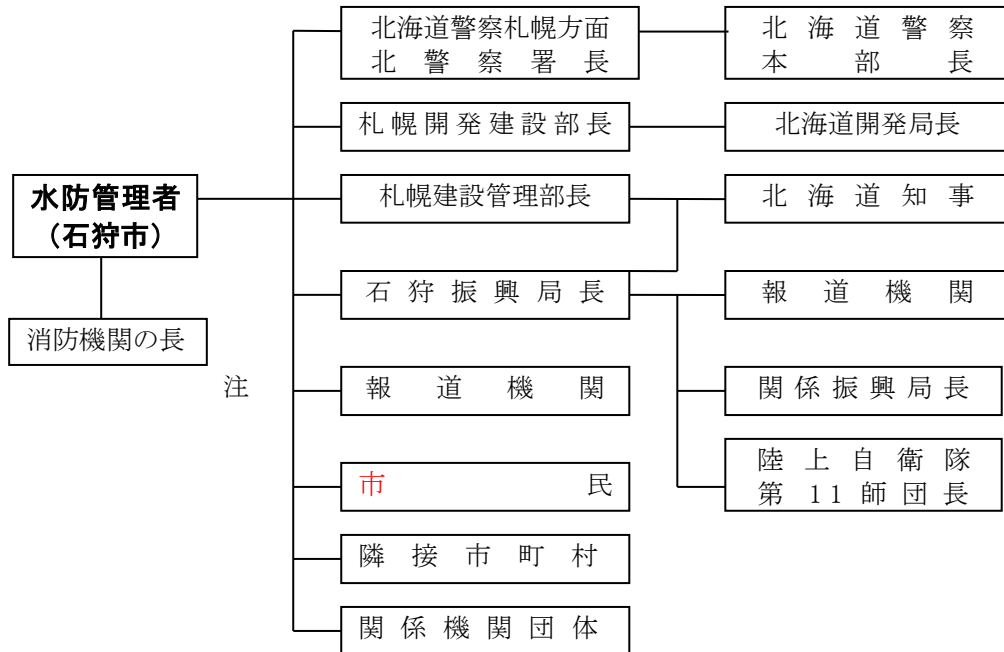 北海道警察札幌方面
北警察署長
北海道警察
本部長
札幌開発建設部長
北海道開発局長
水防管理者
（石狩市）
札幌建設管理部長
北海道知事
石狩振興局長
報道機関
消防機関の長
注
報道機関
関係振興局長
市民
陸上自衛隊
第11師団長
隣接市町村
関係機関団体